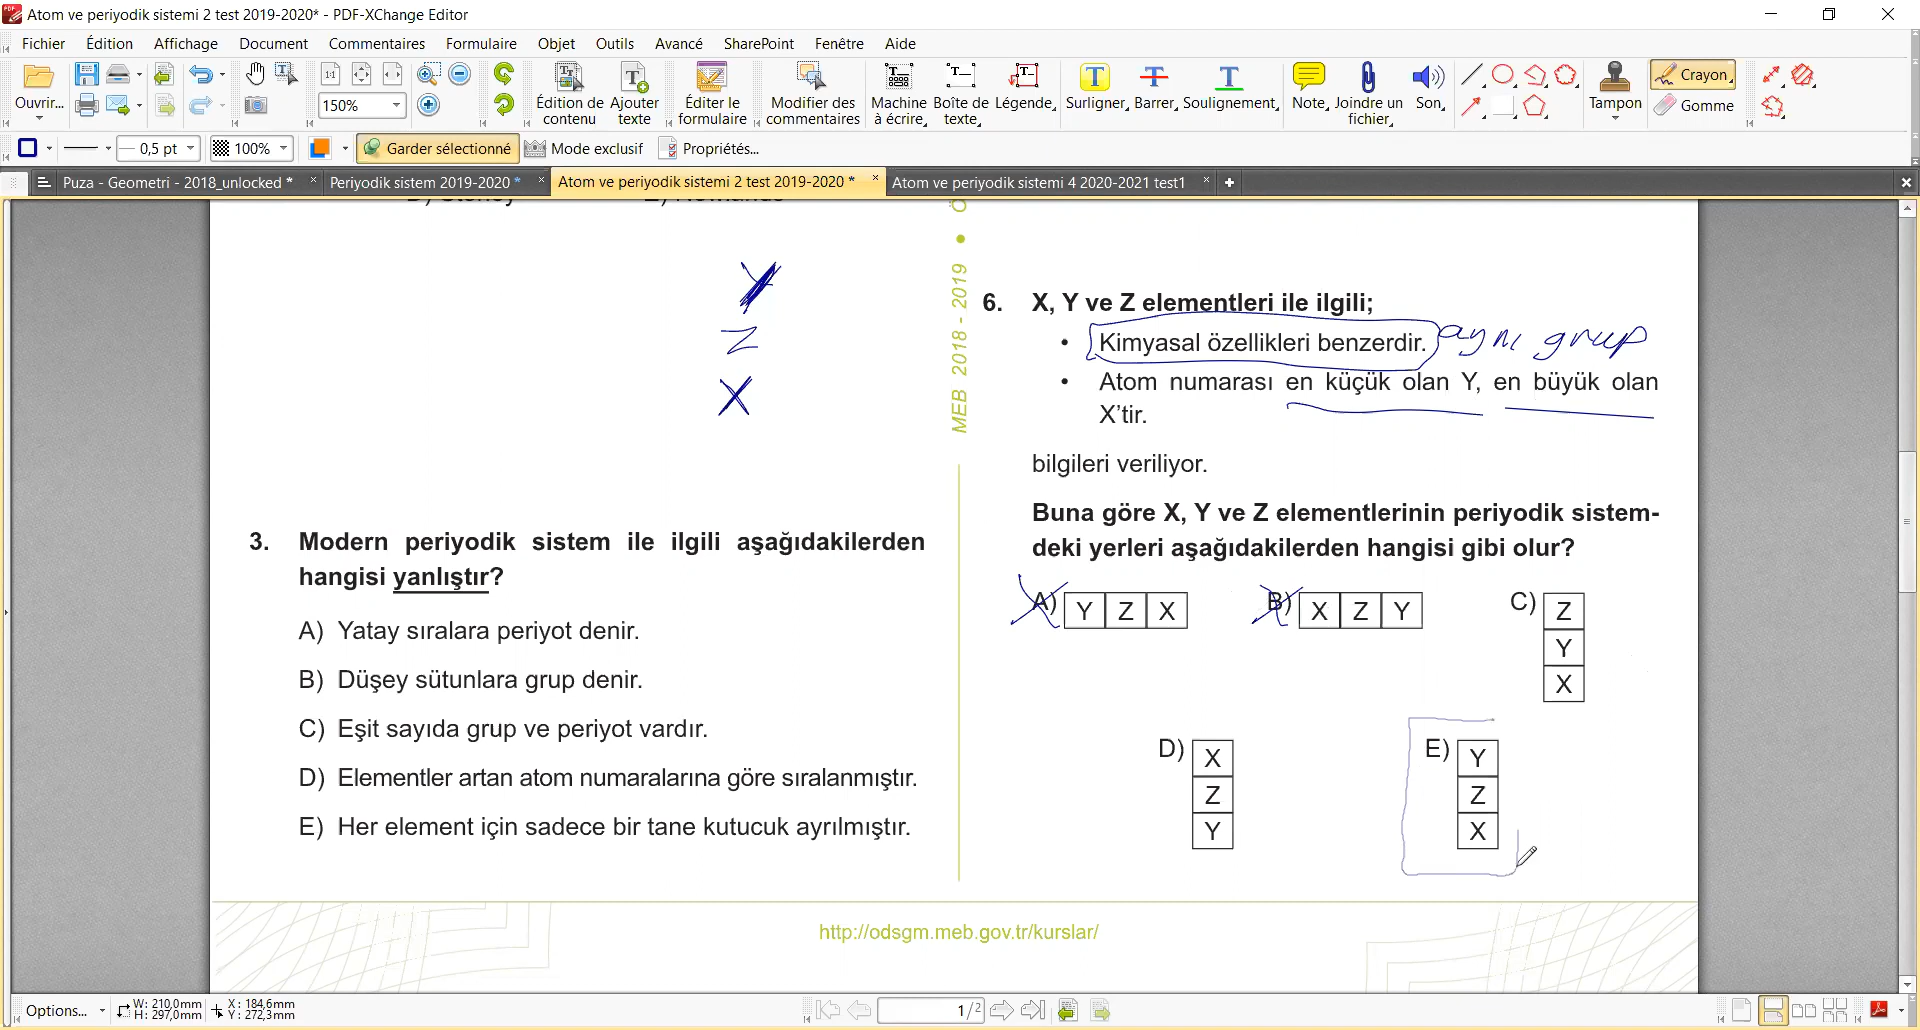 Atom ve periyodik sistemi 2 test 2019-2020* - PDF-XChange Editor
Fichier Édition Affichage Document Commentaires Formulaire Objet Outils Avancé SharePoint Fenêtre Aide
Ouvrir...
150%
Édition de contenu
Ajouter texte
Éditer le formulaire
Modifier des commentaires
Machine à écrire
Boîte de texte
Légende
Surligner
Barrer
Soulignement
Note
Joindre un fichier
Son
Tampon
Crayon
Gomme
0,5 pt 100% Garder sélectionné Mode exclusif Propriétés...
Puza - Geometri - 2018_unlocked * Periyodik sistem 2019-2020 * Atom ve periyodik sistemi 2 test 2019-2020 * Atom ve periyodik sistemi 4 2020-2021 test1
Z
X
3. Modern periyodik sistem ile ilgili aşağıdakilerden
hangisi yanlıştır?
A) Yatay sıralara periyot denir.
B) Düşey sütunlara grup denir.
C) Eşit sayıda grup ve periyot vardır.
D) Elementler artan atom numaralarına göre sıralanmıştır.
E) Her element için sadece bir tane kutucuk ayrılmıştır.
MEB 2018 - 2019 • Ö
6. X, Y ve Z elementleri ile ilgili;
• Kimyasal özellikleri benzerdir. aynı grup
• Atom numarası en küçük olan Y, en büyük olan
X'tir.
bilgileri veriliyor.
Buna göre X, Y ve Z elementlerinin periyodik sistem-
deki yerleri aşağıdakilerden hangisi gibi olur?
A) Y Z X
B) X Z Y
C) Z
Y
X
D) X
Z
Y
E) Y
Z
X
http://odsgm.meb.gov.tr/kurslar/
Options... W: 210,0mm H: 297,0mm X: 184,6mm Y: 272,3mm
1 / 2